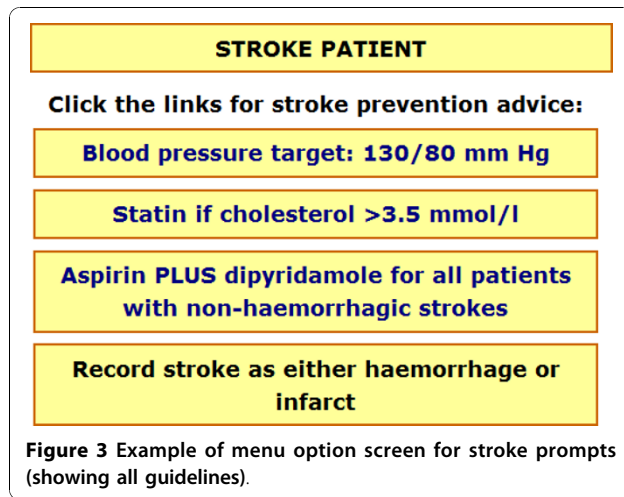 STROKE PATIENT
Click the links for stroke prevention advice:
Blood pressure target: 130/80 mm Hg
Statin if cholesterol >3.5 mmol/l
Aspirin PLUS dipyridamole for all patients
with non-haemorrhagic strokes
Record stroke as either haemorrhage or
infarct
Figure 3 Example of menu option screen for stroke prompts
(showing all guidelines).